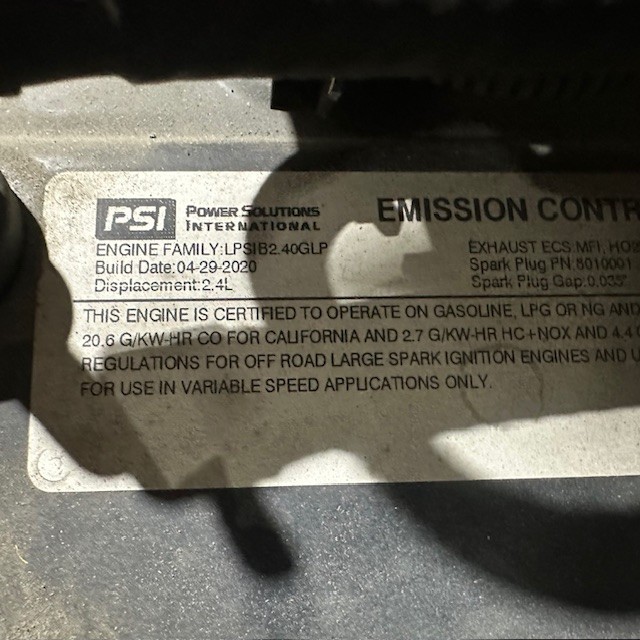 PSI POWER SOLUTIONS INTERNATIONAL
EMISSION CONTR
ENGINE FAMILY:LPSIB2.40GLP
Build Date:04-29-2020
Displacement:2.4L
EXHAUST ECS:MFI, HO2S
Spark Plug PN:8010001
Spark Plug Gap:0.035"
THIS ENGINE IS CERTIFIED TO OPERATE ON GASOLINE, LPG OR NG AND
20.6 G/KW-HR CO FOR CALIFORNIA AND 2.7 G/KW-HR HC+NOX AND 4.4
REGULATIONS FOR OFF ROAD LARGE SPARK IGNITION ENGINES AND U
FOR USE IN VARIABLE SPEED APPLICATIONS ONLY.